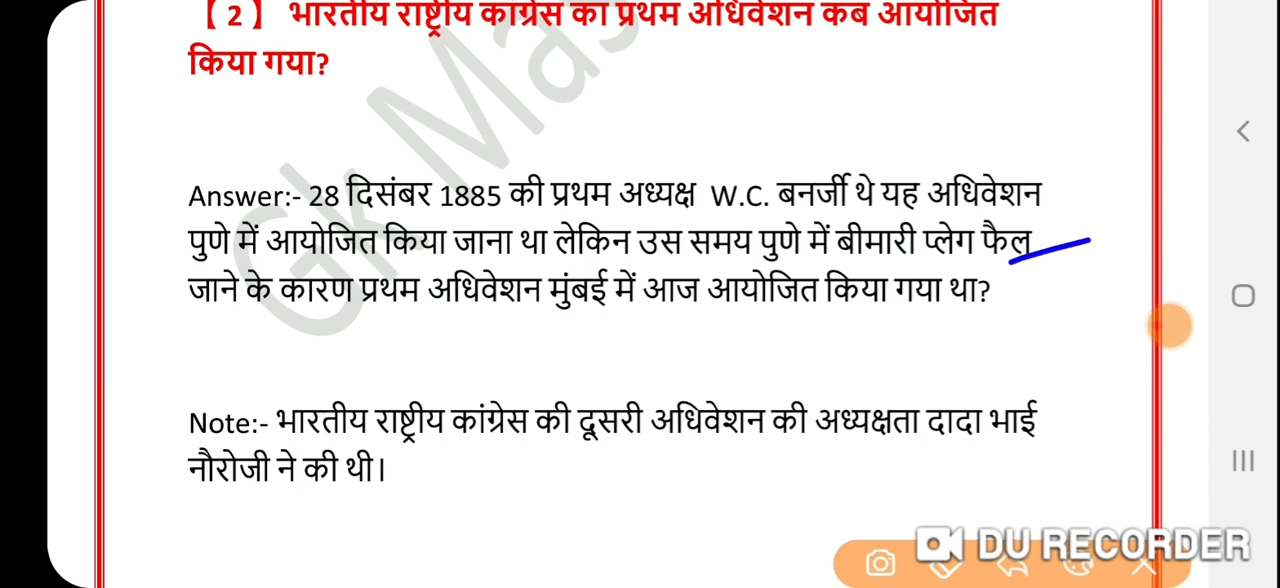 【 2 】 भारतीय राष्ट्रीय कांग्रेस का प्रथम अधिवेशन कब आयोजित
किया गया?
Answer:- 28 दिसंबर 1885 की प्रथम अध्यक्ष W.C. बनर्जी थे यह अधिवेशन
पुणे में आयोजित किया जाना था लेकिन उस समय पुणे में बीमारी प्लेग फैल
जाने के कारण प्रथम अधिवेशन मुंबई में आज आयोजित किया गया था?
Note:- भारतीय राष्ट्रीय कांग्रेस की दूसरी अधिवेशन की अध्यक्षता दादा भाई
नौरोजी ने की थी।
Gk Mas
DU RECORDER